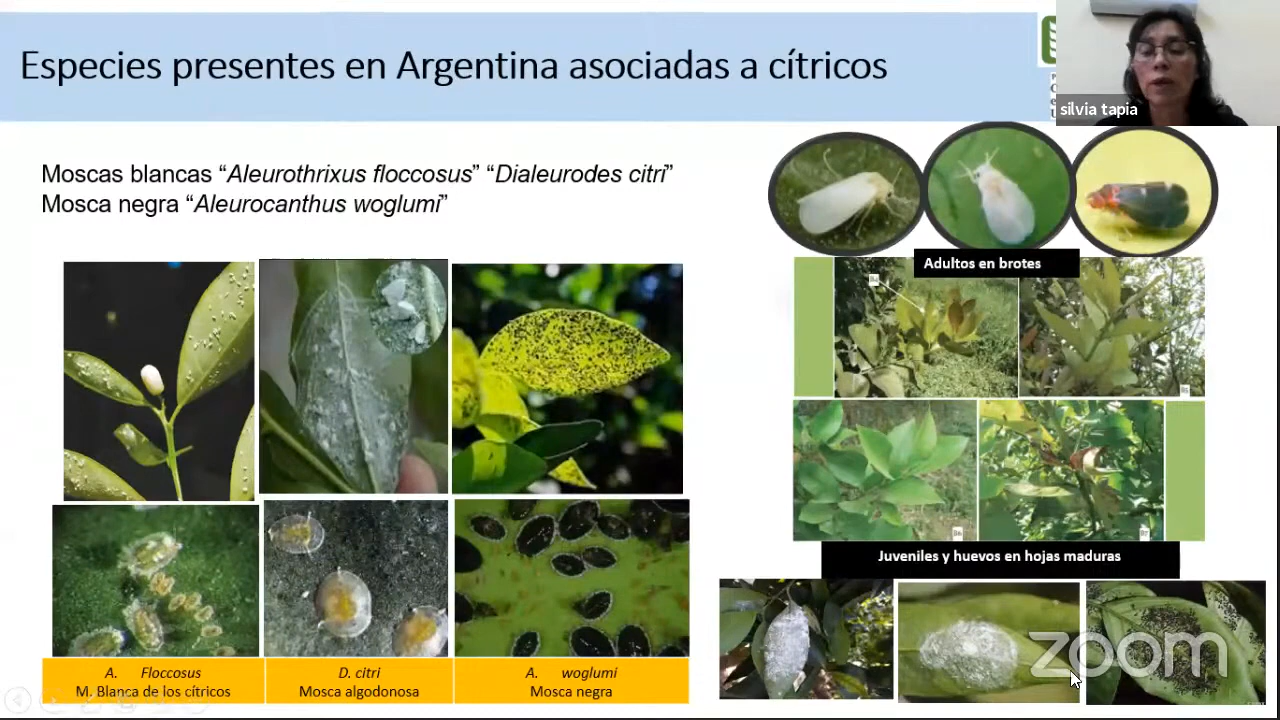 Especies presentes en Argentina asociadas a cítricos
silvia tapia
Moscas blancas “Aleurothrixus floccosus” “Dialeurodes citri”
Mosca negra “Aleurocanthus woglumi”
Adultos en brotes
Juveniles y huevos en hojas maduras
A. Floccosus
M. Blanca de los cítricos
D. citri
Mosca algodonosa
A. woglumi
Mosca negra
zoom